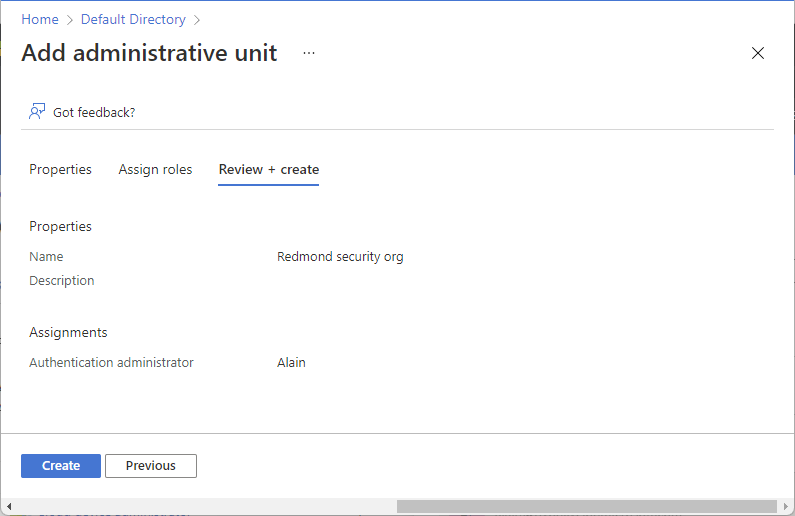 Home > Default Directory >
Add administrative unit ...
Got feedback?
Properties Assign roles Review + create
Properties
Name Redmond security org
Description
Assignments
Authentication administrator Alain
Create Previous